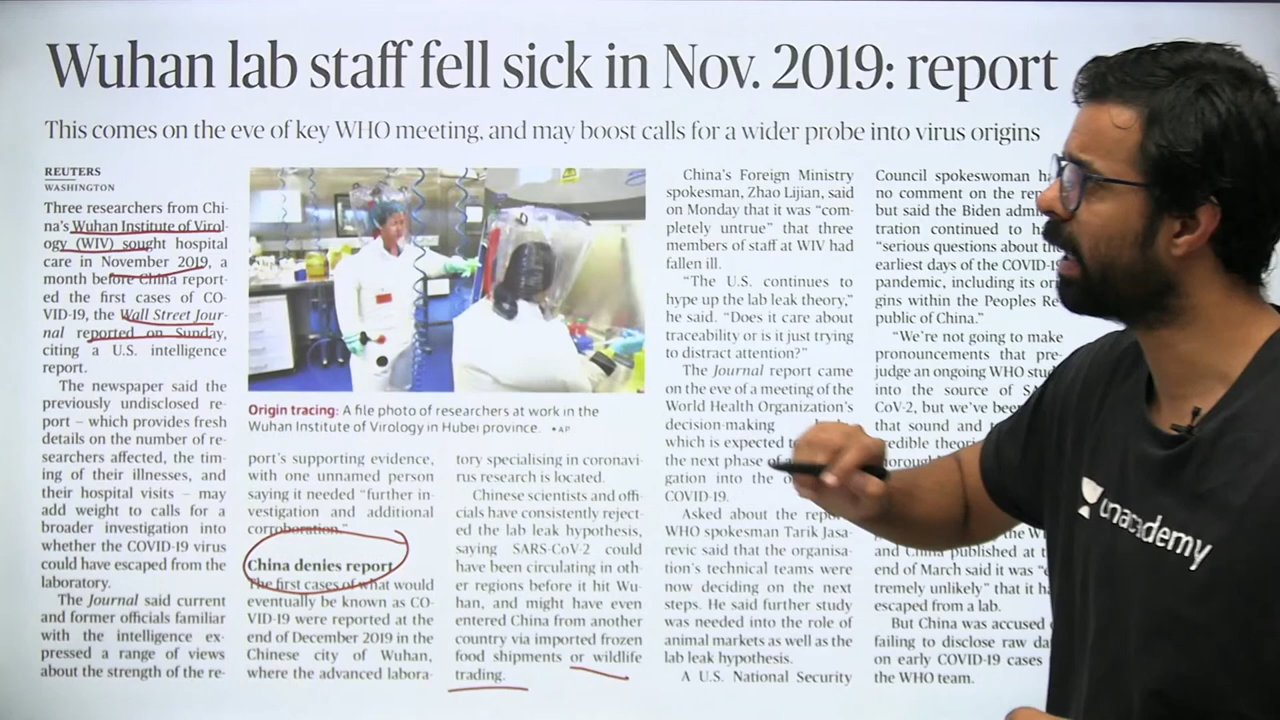 Wuhan lab staff fell sick in Nov. 2019: report
This comes on the eve of key WHO meeting, and may boost calls for a wider probe into virus origins
REUTERS
WASHINGTON
Three researchers from Chi-
na's Wuhan Institute of Virol-
ogy (WIV) sought hospital
care in November 2019, a
month before China report-
ed the first cases of CO-
VID-19, the Wall Street Jour-
nal reported on Sunday,
citing a U.S. intelligence
report.
The newspaper said the
previously undisclosed re-
port – which provides fresh
details on the number of re-
searchers affected, the tim-
ing of their illnesses, and
their hospital visits – may
add weight to calls for a
broader investigation into
whether the COVID-19 virus
could have escaped from the
laboratory.
The Journal said current
and former officials familiar
with the intelligence ex-
pressed a range of views
about the strength of the re-
Origin tracing: A file photo of researchers at work in the
Wuhan Institute of Virology in Hubei province. •AP
port's supporting evidence,
with one unnamed person
saying it needed "further in-
vestigation and additional
corroboration."
China denies report
The first cases of what would
eventually be known as CO-
VID-19 were reported at the
end of December 2019 in the
Chinese city of Wuhan,
where the advanced labora-
tory specialising in coronavi-
rus research is located.
Chinese scientists and offi-
cials have consistently reject-
ed the lab leak hypothesis,
saying SARS-CoV-2 could
have been circulating in oth-
er regions before it hit Wu-
han, and might have even
entered China from another
country via imported frozen
food shipments or wildlife
trading.
China's Foreign Ministry
spokesman, Zhao Lijian, said
on Monday that it was "com-
pletely untrue" that three
members of staff at WIV had
fallen ill.
"The U.S. continues to
hype up the lab leak theory,"
he said. "Does it care about
traceability or is it just trying
to distract attention?"
The Journal report came
on the eve of a meeting of the
World Health Organization's
decision-making
which is expected
the next phase of
gation into the
COVID-19.
Asked about the
WHO spokesman Tarik Jasa-
revic said that the organisa-
tion's technical teams were
now deciding on the next
steps. He said further study
was needed into the role of
animal markets as well as the
lab leak hypothesis.
A U.S. National Security
Council spokeswoman
no comment on the
but said the Biden
tration continued to
"serious questions about
earliest days of the
pandemic, including its
gins within the Peoples
public of China."
"We're not going to make
pronouncements that pre-
judge an ongoing WHO
into the source of
CoV-2, but we've
that sound and
and China published at
end of March said it was
tremely unlikely" that it
escaped from a lab.
But China was accused
failing to disclose raw
on early COVID-19 cases
the WHO team.
unacademy